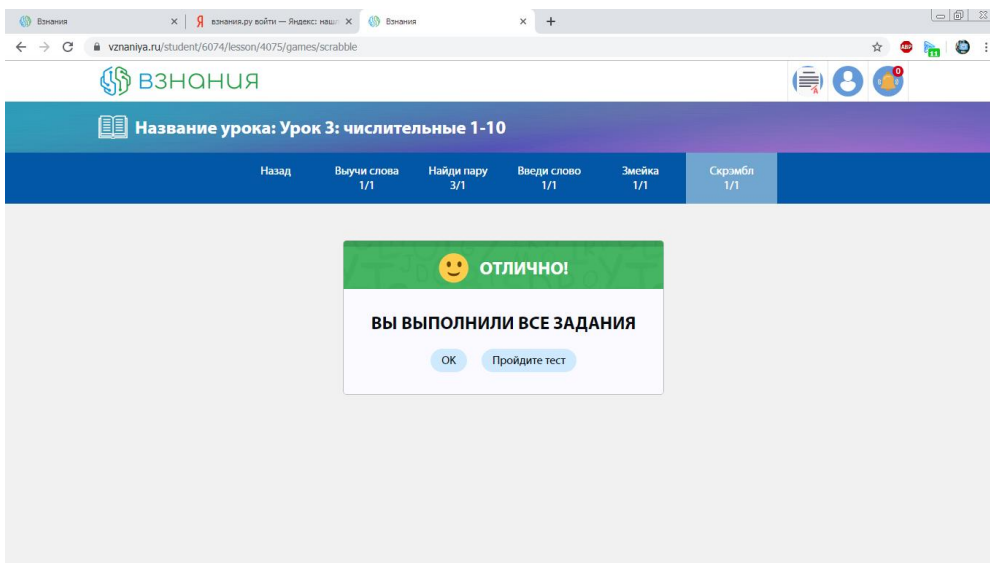 Взнания
взнания.ру войти — Яндекс: наш
Взнания
vznaniya.ru/student/6074/lesson/4075/games/scrabble
ABP
11
взнания
0
Название урока: Урок 3: числительные 1-10
Назад
Выучи слова
1/1
Найди пару
3/1
Введи слово
1/1
Змейка
1/1
Скрэмбл
1/1
ОТЛИЧНО!
ВЫ ВЫПОЛНИЛИ ВСЕ ЗАДАНИЯ
ОК
Пройдите тест